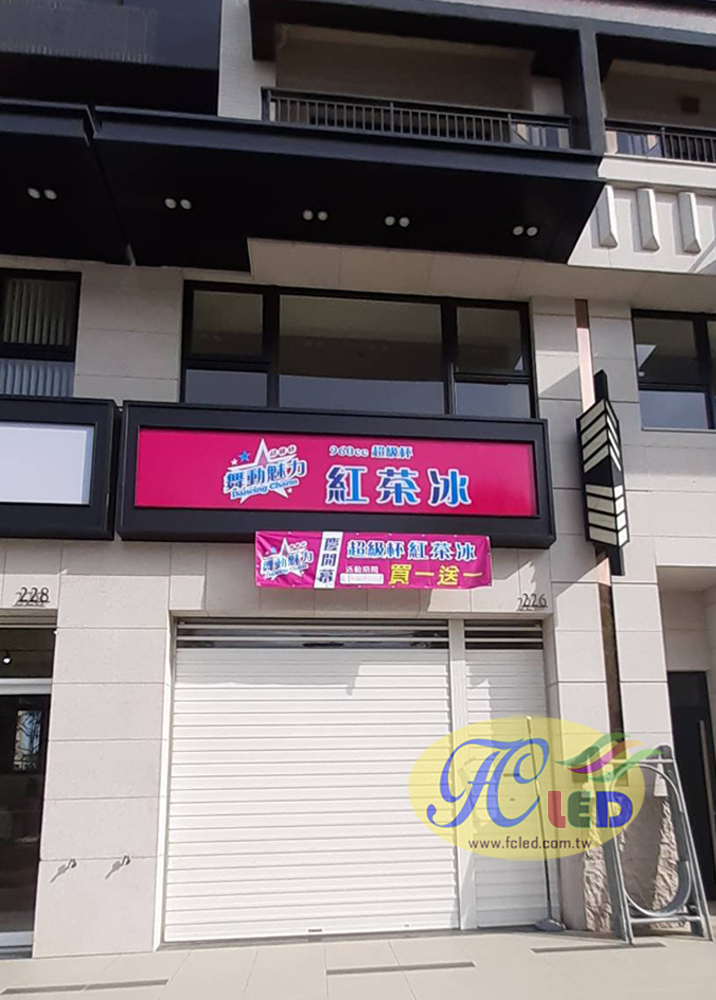 舞動魅力
Dancing Charm
960cc 超級杯
紅茶冰
舞動魅力
慶開幕
超級杯紅茶冰
活動期間
買一送一
228
226
FC LED
www.fcled.com.tw